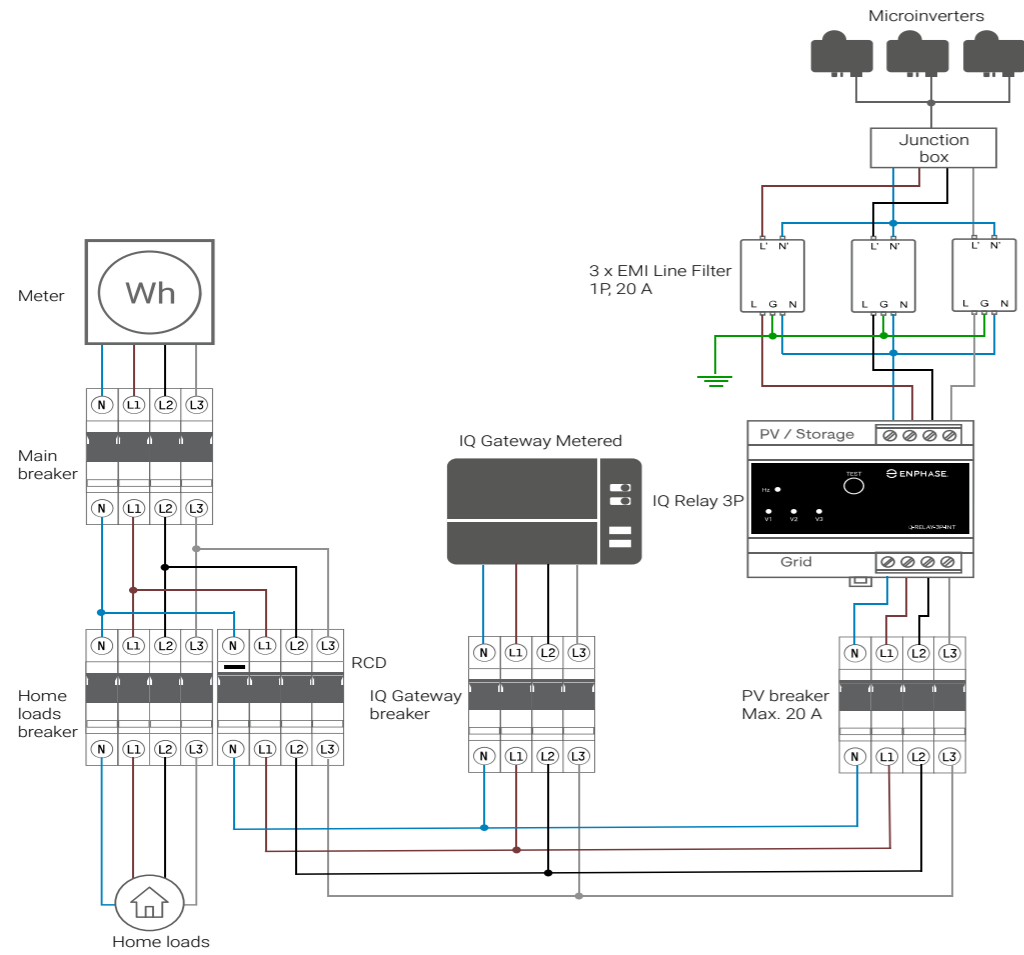 Microinverters
Junction
box
L' N'
L' N'
L' N'
3 x EMI Line Filter
1P, 20 A
L G N
L G N
L G N
Meter
Wh
N L1 L2 L3
Main
breaker
N L1 L2 L3
IQ Gateway Metered
IQ Relay 3P
PV / Storage
TEST
ENPHASE.
Hz
V1 V2 V3
Q-RELAY-3P-INT
Grid
N L1 L2 L3
N L1 L2 L3
RCD
Home
loads
breaker
N L1 L2 L3
N L1 L2 L3
N L1 L2 L3
IQ Gateway
breaker
N L1 L2 L3
N L1 L2 L3
PV breaker
Max. 20 A
N L1 L2 L3
Home loads